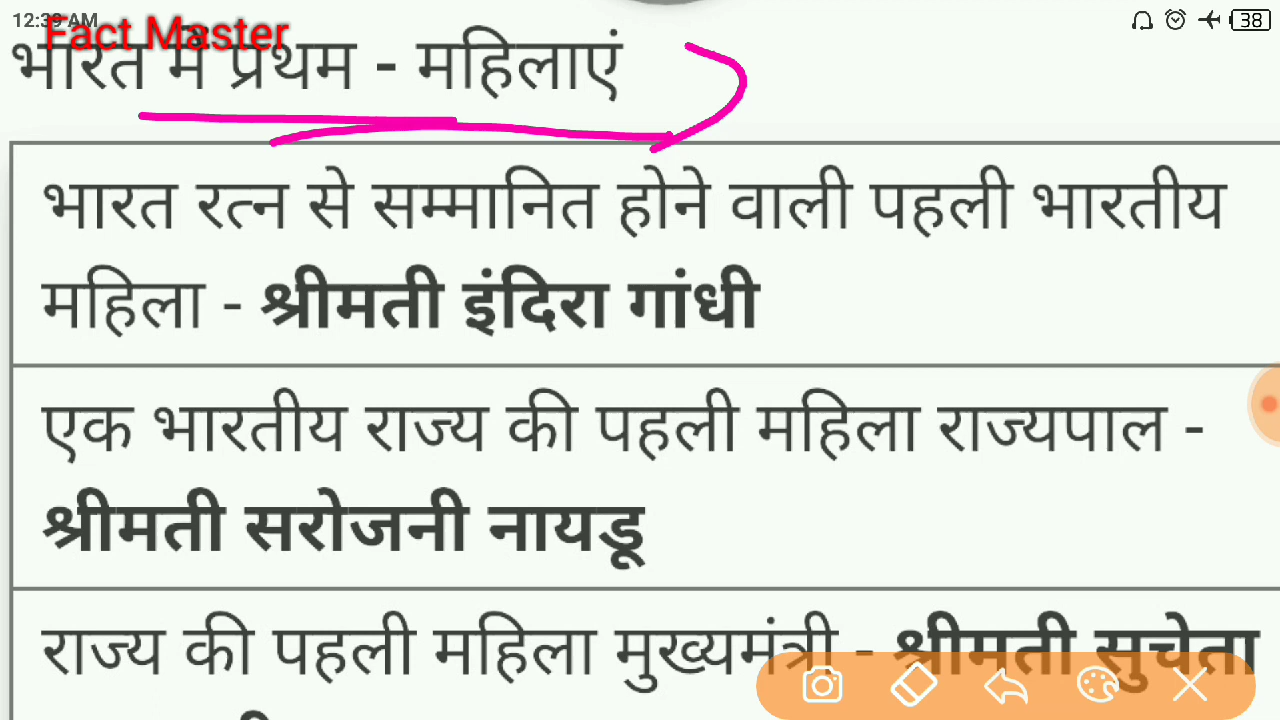 12:39 AM
38
Fact Master
भारत में प्रथम - महिलाएं
भारत रत्न से सम्मानित होने वाली पहली भारतीय
महिला - श्रीमती इंदिरा गांधी
एक भारतीय राज्य की पहली महिला राज्यपाल -
श्रीमती सरोजनी नायडू
राज्य की पहली महिला मुख्यमंत्री - श्रीमती सुचेता